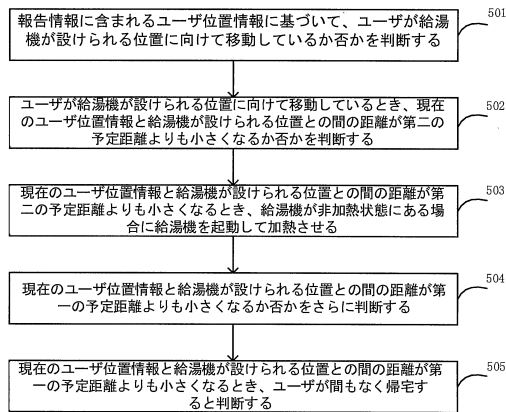 報告情報に含まれるユーザ位置情報に基づいて、ユーザが給湯
機が設けられる位置に向けて移動しているか否かを判断する
501
ユーザが給湯機が設けられる位置に向けて移動しているとき、現在
のユーザ位置情報と給湯機が設けられる位置との間の距離が第二の
予定距離よりも小さくなるか否かを判断する
502
現在のユーザ位置情報と給湯機が設けられる位置との間の距離が第
二の予定距離よりも小さくなるとき、給湯機が非加熱状態にある場
合に給湯機を起動して加熱させる
503
現在のユーザ位置情報と給湯機が設けられる位置との間の距離が第
一の予定距離よりも小さくなるか否かをさらに判断する
504
現在のユーザ位置情報と給湯機が設けられる位置との間の距離が第
一の予定距離よりも小さくなるとき、ユーザが間もなく帰宅す
ると判断する
505